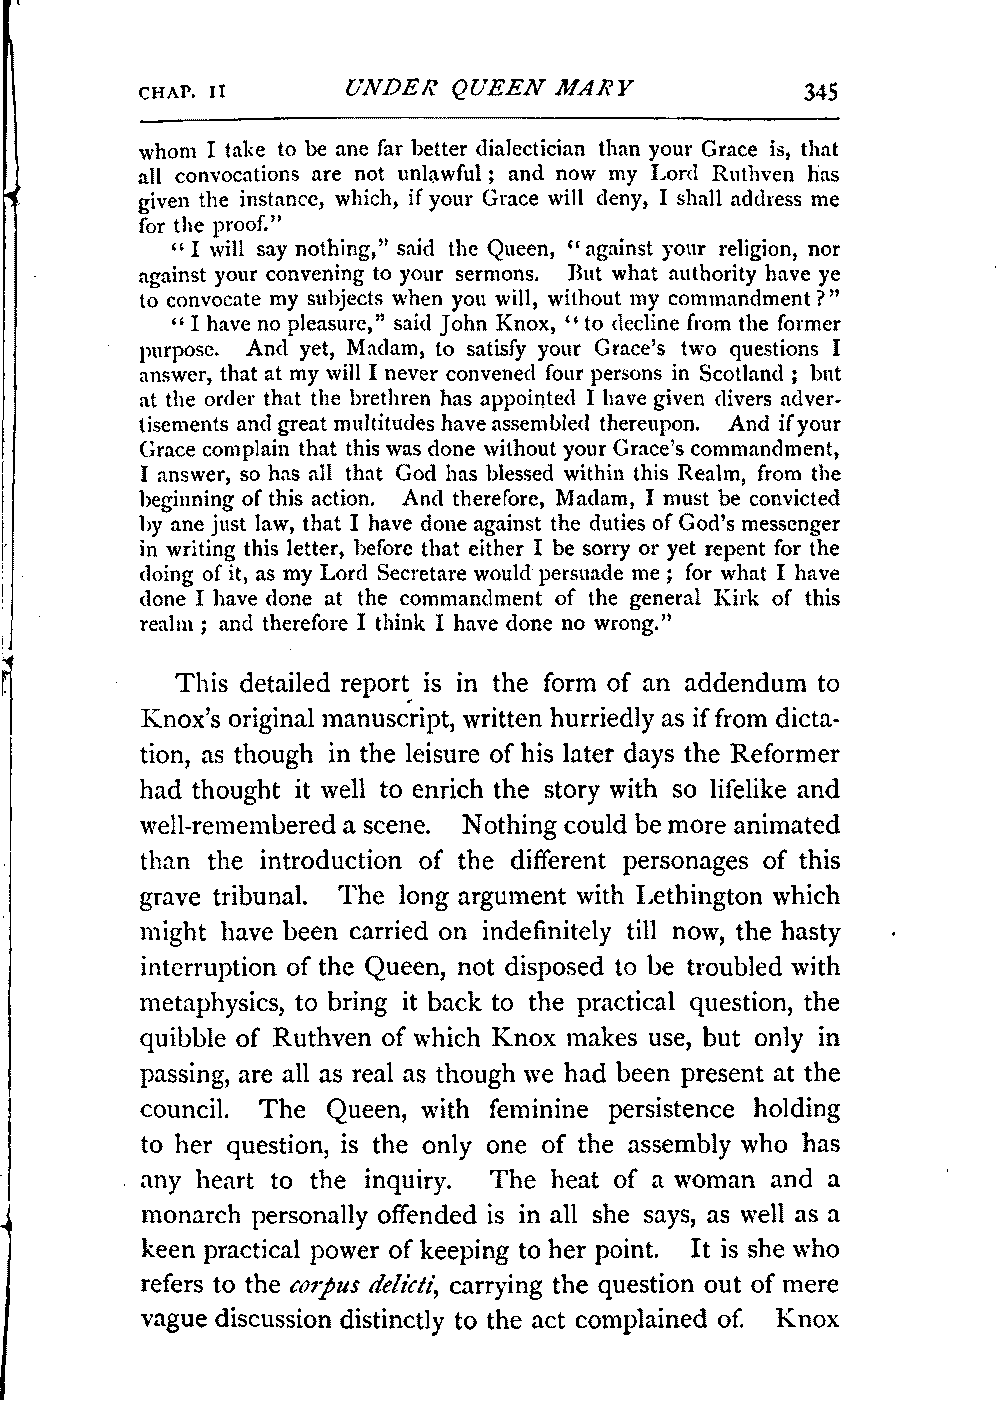 CHAP. II UNDER QUEEN MARY 345
whom I take to be ane far better dialectician than your Grace is, that
all convocations are not unlawful ; and now my Lord Ruthven has
given the instance, which, if your Grace will deny, I shall address me
for the proof."
" I will say nothing," said the Queen, " against your religion, nor
against your convening to your sermons. But what authority have ye
to convocate my subjects when you will, without my commandment ? "
" I have no pleasure," said John Knox, " to decline from the former
purpose. And yet, Madam, to satisfy your Grace's two questions I
answer, that at my will I never convened four persons in Scotland ; but
at the order that the brethren has appointed I have given divers adver-
tisements and great multitudes have assembled thereupon. And if your
Grace complain that this was done without your Grace's commandment,
I answer, so has all that God has blessed within this Realm, from the
beginning of this action. And therefore, Madam, I must be convicted
by ane just law, that I have done against the duties of God's messenger
in writing this letter, before that either I be sorry or yet repent for the
doing of it, as my Lord Secretare would persuade me ; for what I have
done I have done at the commandment of the general Kirk of this
realm ; and therefore I think I have done no wrong."
This detailed report is in the form of an addendum to
Knox's original manuscript, written hurriedly as if from dicta-
tion, as though in the leisure of his later days the Reformer
had thought it well to enrich the story with so lifelike and
well-remembered a scene. Nothing could be more animated
than the introduction of the different personages of this
grave tribunal. The long argument with Lethington which
might have been carried on indefinitely till now, the hasty
interruption of the Queen, not disposed to be troubled with
metaphysics, to bring it back to the practical question, the
quibble of Ruthven of which Knox makes use, but only in
passing, are all as real as though we had been present at the
council. The Queen, with feminine persistence holding
to her question, is the only one of the assembly who has
any heart to the inquiry. The heat of a woman and a
monarch personally offended is in all she says, as well as a
keen practical power of keeping to her point. It is she who
refers to the corpus delicti, carrying the question out of mere
vague discussion distinctly to the act complained of. Knox